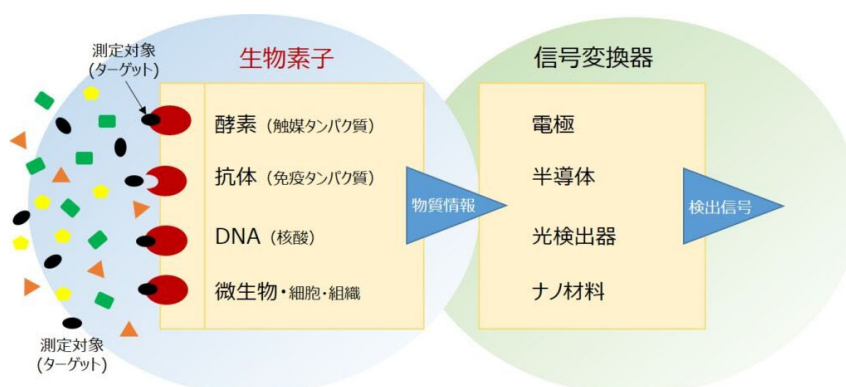 測定対象
(ターゲット)
生物素子
酵素 (触媒タンパク質)
抗体 (免疫タンパク質)
DNA (核酸)
微生物・細胞・組織
物質情報
信号変換器
電極
半導体
光検出器
ナノ材料
検出信号
測定対象
(ターゲット)